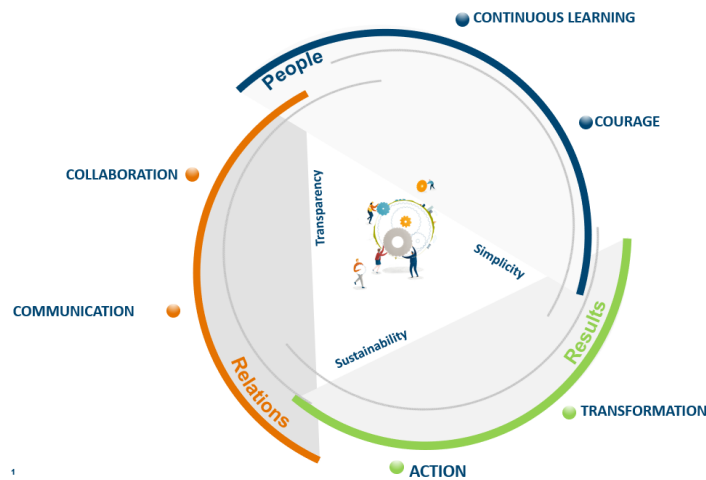 CONTINUOUS LEARNING
People
COURAGE
COLLABORATION
Transparency
Simplicity
COMMUNICATION
Sustainability
Results
Relations
TRANSFORMATION
ACTION
1